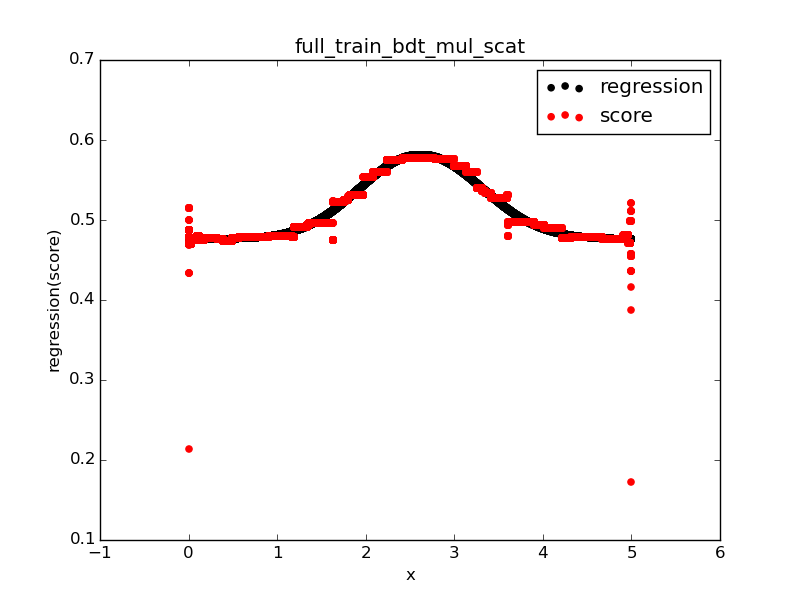 full_train_bdt_mul_scat
regression
score
regression(score)
0.7
0.6
0.5
0.4
0.3
0.2
0.1
−1 0 1 2 3 4 5 6
x